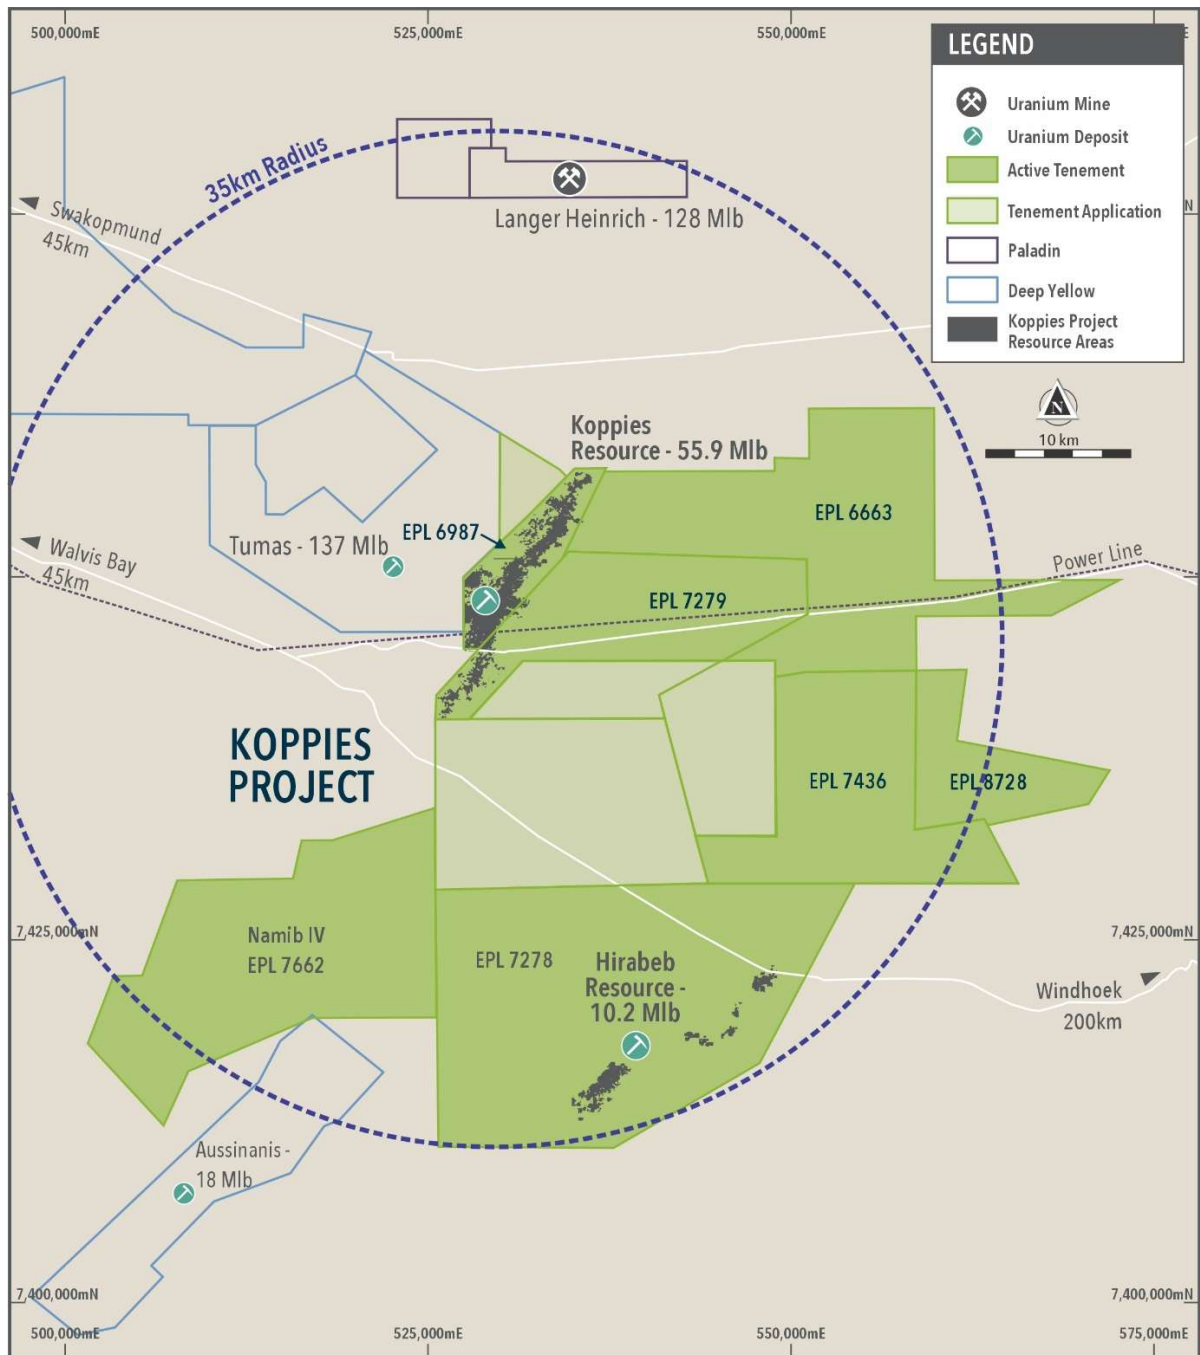 500,000mE
525,000mE
550,000mE
E
LEGEND
Uranium Mine
Uranium Deposit
Active Tenement
Tenement Application
Paladin
Deep Yellow
Koppies Project
Resource Areas
N
N
10 km
35km Radius
Swakopmund
45km
Langer Heinrich - 128 Mlb
Koppies
Resource - 55.9 Mlb
EPL 6663
EPL 6987
Tumas - 137 Mlb
Walvis Bay
45km
Power Line
EPL 7279
KOPPIES
PROJECT
EPL 7436
EPL 8728
7,425,000mN
7,425,000mN
Namib IV
EPL 7662
EPL 7278
Hirabeb
Resource -
10.2 Mlb
Windhoek
200km
Aussinanis -
18 Mlb
7,400,000mN
7,400,000mN
500,000mE
525,000mE
550,000mE
575,000mE